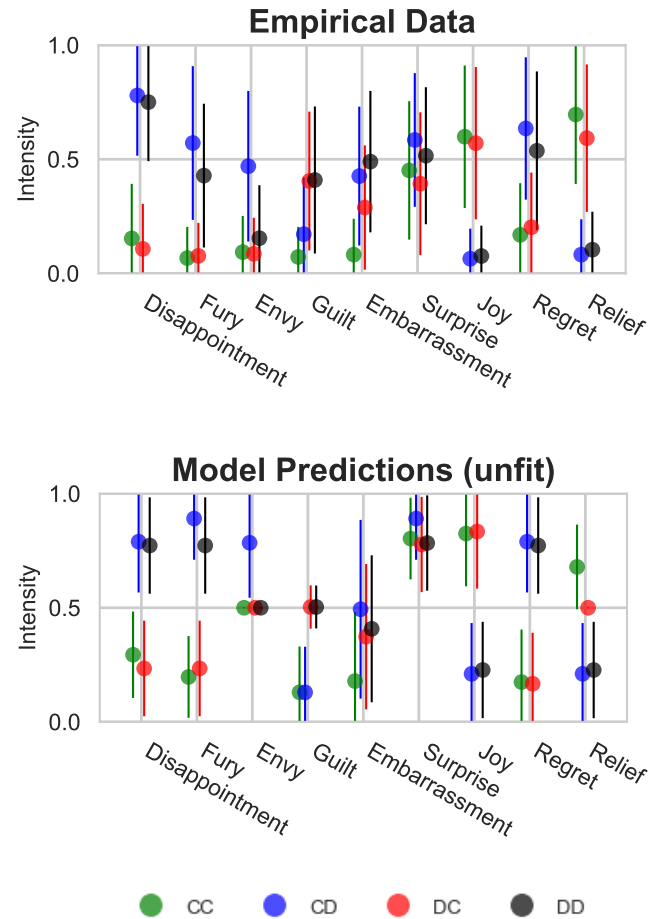 Empirical Data
1.0
0.5
0.0
Intensity
Disappointment
Fury
Envy
Guilt
Embarrassment
Surprise
Joy
Regret
Relief
Model Predictions (unfit)
1.0
0.5
0.0
Intensity
Disappointment
Fury
Envy
Guilt
Embarrassment
Surprise
Joy
Regret
Relief
CC CD DC DD